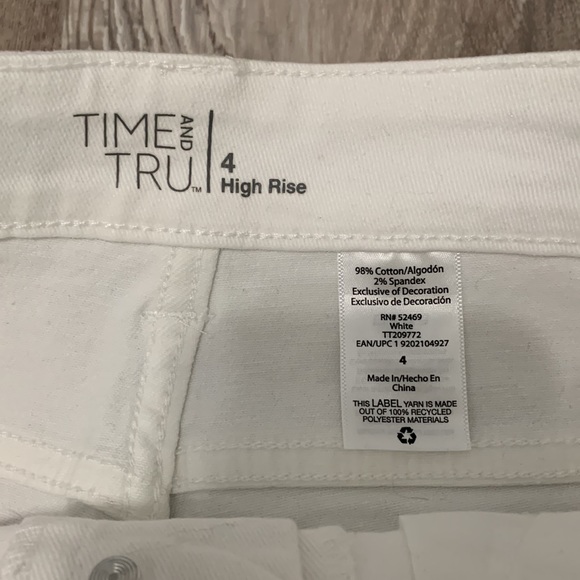 TIME AND
TRU™
4
High Rise
98% Cotton/Algodón
2% Spandex
Exclusive of Decoration
Exclusivo de Decoración
RN# 52469
White
TT209772
EAN/UPC 1 9202104927
4
Made In/Hecho En
China
THIS LABEL YARN IS MADE
OUT OF 100% RECYCLED
POLYESTER MATERIALS